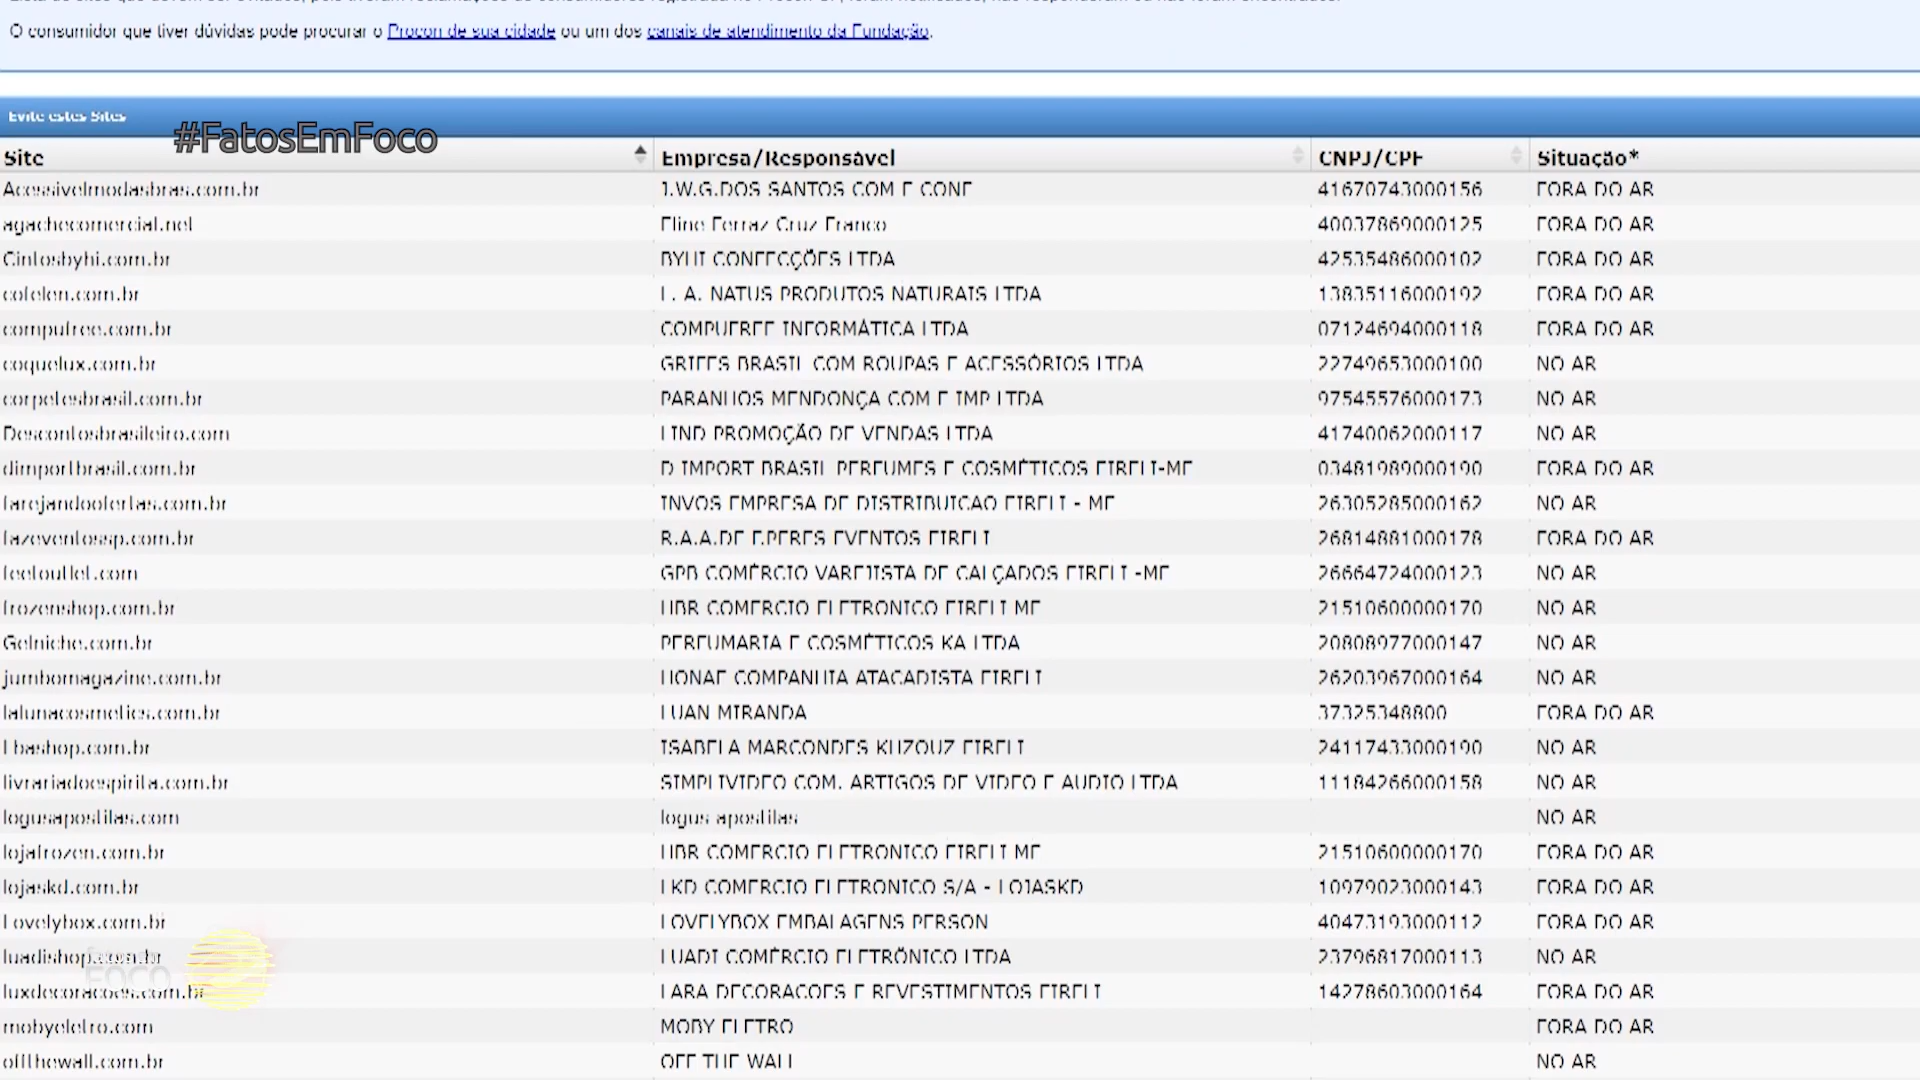 O consumidor que tiver dúvidas pode procurar o Procon de sua cidade ou um dos canais de atendimento da Fundação.
Evite estes Sites
#FatosEmFoco
Site Empresa/Responsável CNPJ/CPF Situação*
Acessivelmodasbras.com.br J.W.G.DOS SANTOS COM E CONF 41670743000156 FORA DO AR
agachecomercial.net Eline Ferraz Cruz Franco 40037869000125 FORA DO AR
Cintosbyhi.com.br BYHI CONFECÇÕES LTDA 42535486000102 FORA DO AR
cofelen.com.br L. A. NATUS PRODUTOS NATURAIS LTDA 13835116000192 FORA DO AR
compufree.com.br COMPUFREE INFORMÁTICA LTDA 07124694000118 FORA DO AR
coquelux.com.br GRIFES BRASIL COM ROUPAS E ACESSÓRIOS LTDA 22749653000100 NO AR
corpetesbrasil.com.br PARANHOS MENDONÇA COM E IMP LTDA 97545576000173 NO AR
Descontosbrasileiro.com LIND PROMOÇÃO DE VENDAS LTDA 41740062000117 NO AR
dimportbrasil.com.br D IMPORT BRASIL PERFUMES E COSMÉTICOS EIRELI-ME 03481989000190 FORA DO AR
farejandoofertas.com.br INVOS EMPRESA DE DISTRIBUICAO EIRELI - ME 26305285000162 NO AR
fazeventossp.com.br R.A.A.DE F.PERES EVENTOS EIRELI 26814881000178 FORA DO AR
feetoutlet.com GPB COMÉRCIO VAREJISTA DE CALÇADOS EIRELI -ME 26664724000123 NO AR
frozenshop.com.br HBR COMERCIO ELETRONICO EIRELI ME 21510600000170 NO AR
Getniche.com.br PERFUMARIA E COSMÉTICOS KA LTDA 20808977000147 NO AR
jumbomagazine.com.br HONAE COMPANHIA ATACADISTA EIRELI 26203967000164 NO AR
lalunacosmetics.com.br LUAN MIRANDA 37325348800 FORA DO AR
Lbashop.com.br ISABELA MARCONDES KHZOUZ EIRELI 24117433000190 NO AR
livrariadoespirita.com.br SIMPLIVIDEO COM. ARTIGOS DE VIDEO E AUDIO LTDA 11184266000158 NO AR
logusapostilas.com logus apostilas NO AR
lojafrozen.com.br HBR COMERCIO ELETRONICO EIRELI ME 21510600000170 FORA DO AR
lojaskd.com.br LKD COMERCIO ELETRONICO S/A - LOJASKD 10979023000143 FORA DO AR
Lovelybox.com.br LOVELYBOX EMBALAGENS PERSON 40473193000112 FORA DO AR
luadishop.com.br LUADI COMÉRCIO ELETRÔNICO LTDA 23796817000113 NO AR
FOCO
luxdecoracoes.com.br LARA DECORACOES E REVESTIMENTOS EIRELI 14278603000164 FORA DO AR
mobyeletro.com MOBY ELETRO FORA DO AR
offthewall.com.br OFF THE WALL NO AR